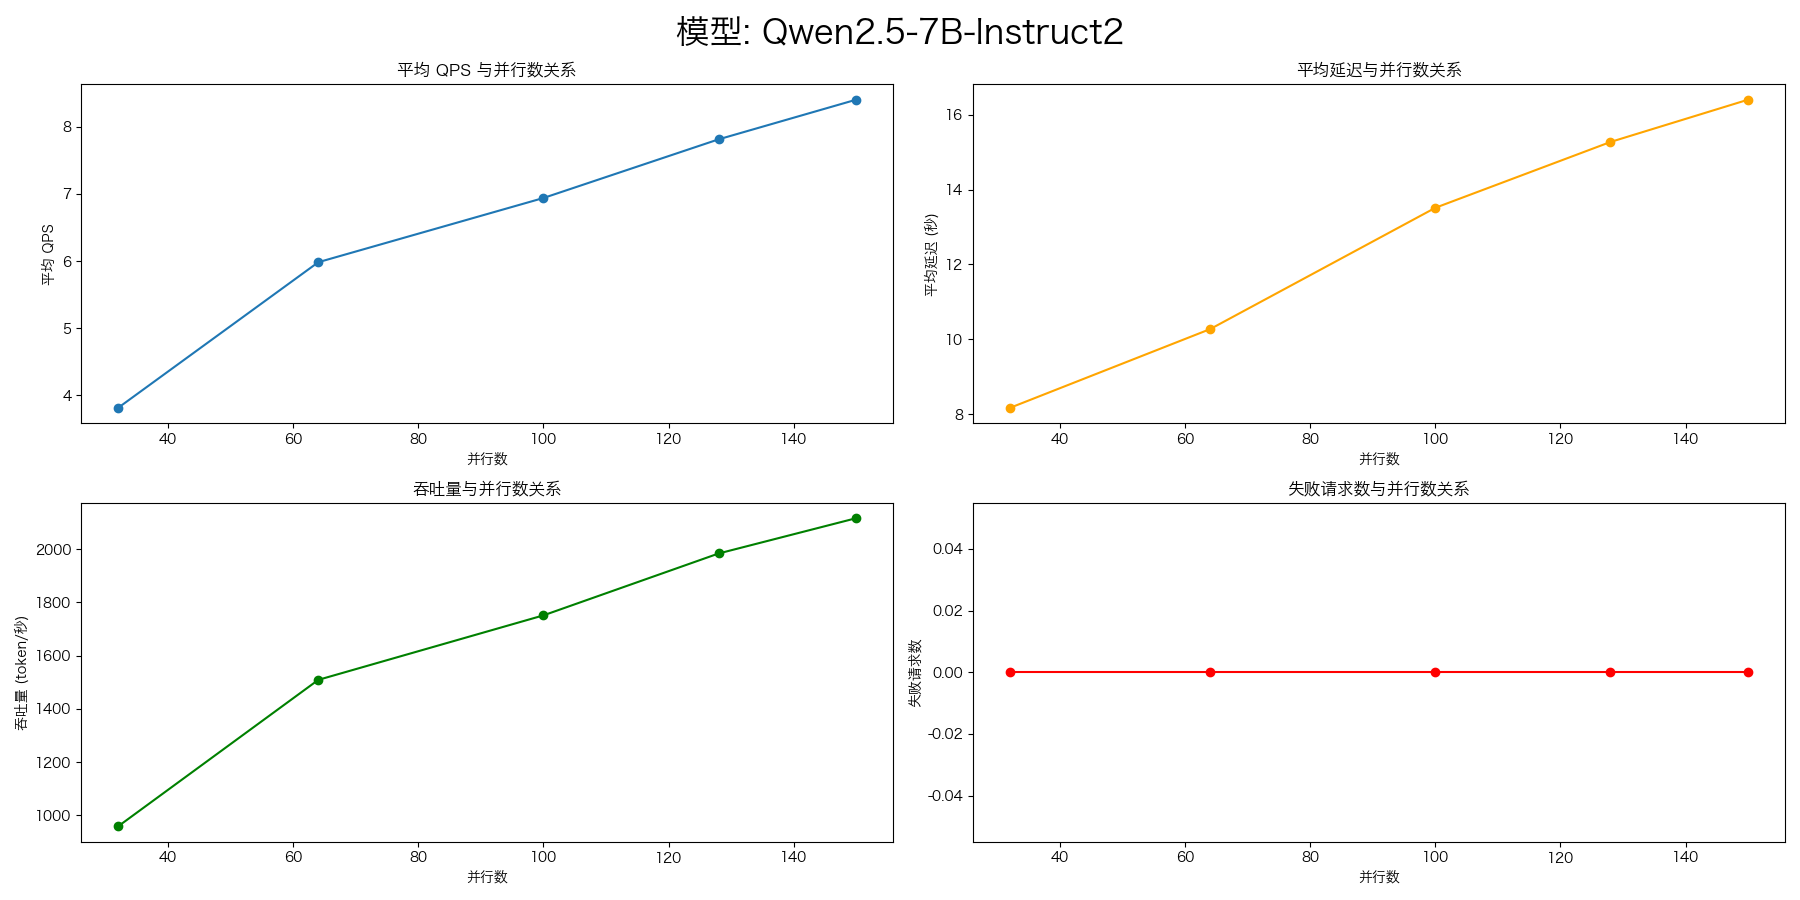 模型: Qwen2.5-7B-Instruct2
平均 QPS 与并行数关系
平均 QPS
8
7
6
5
4
40 60 80 100 120 140
并行数
平均延迟与并行数关系
平均延迟 (秒)
16
14
12
10
8
40 60 80 100 120 140
并行数
吞吐量与并行数关系
吞吐量 (token/秒)
2000
1800
1600
1400
1200
1000
40 60 80 100 120 140
并行数
失败请求数与并行数关系
失败请求数
0.04
0.02
0.00
-0.02
-0.04
40 60 80 100 120 140
并行数